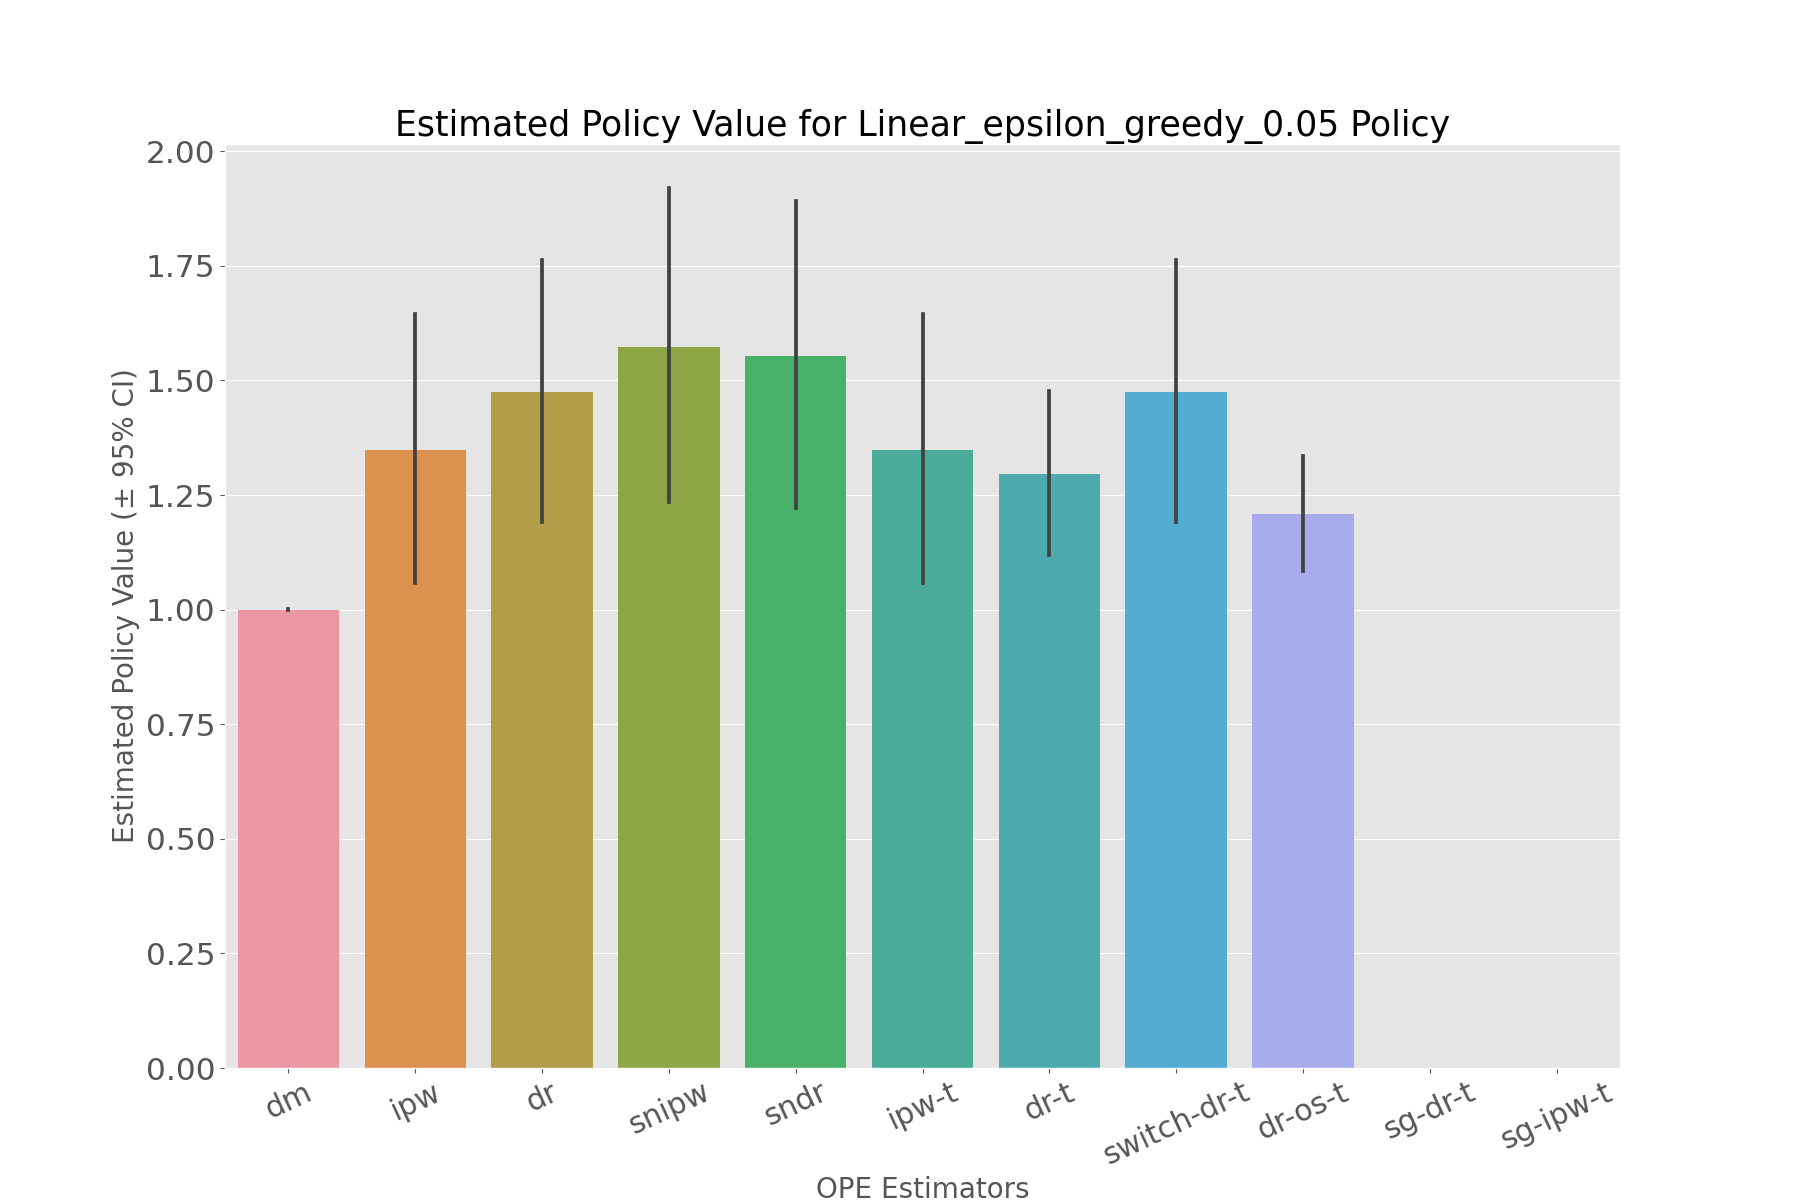 Estimated Policy Value for Linear_epsilon_greedy_0.05 Policy
Estimated Policy Value (± 95% CI)
2.00
1.75
1.50
1.25
1.00
0.75
0.50
0.25
0.00
dm
ipw
dr
snipw
sndr
ipw-t
dr-t
switch-dr-t
dr-os-t
sg-dr-t
sg-ipw-t
OPE Estimators